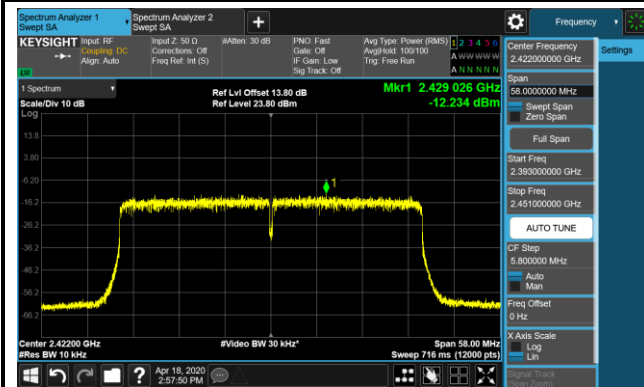 Spectrum Analyzer 1
Swept SA
Spectrum Analyzer 2
Swept SA
+
Frequency
KEYSIGHT
Input: RF
Coupling: DC
Align: Auto
Input Z: 50 Ω
Corrections: Off
Freq Ref: Int (S)
#Atten: 30 dB
PNO: Fast
Gate: Off
IF Gain: Low
Sig Track: Off
Avg Type: Power (RMS)
Avg|Hold: 100/100
Trig: Free Run
1 2 3 4 5 6
A W W W W W
A N N N N N
Settings
Center Frequency
2.422000000 GHz
Span
58.0000000 MHz
Swept Span
Zero Span
Full Span
Start Freq
2.393000000 GHz
Stop Freq
2.451000000 GHz
AUTO TUNE
CF Step
5.800000 MHz
Auto
Man
Freq Offset
0 Hz
X Axis Scale
Log
Lin
Signal Track
(Span Zoom)
LXI
1 Spectrum
Scale/Div 10 dB
Ref Lvl Offset 13.80 dB
Ref Level 23.80 dBm
Mkr1 2.429 026 GHz
-12.234 dBm
Log
13.8
3.80
-6.20
-16.2
-26.2
-36.2
-46.2
-56.2
-66.2
1
Center 2.42200 GHz
#Res BW 10 kHz
#Video BW 30 kHz*
Span 58.00 MHz
Sweep 716 ms (12000 pts)
?
Apr 18, 2020
2:57:50 PM